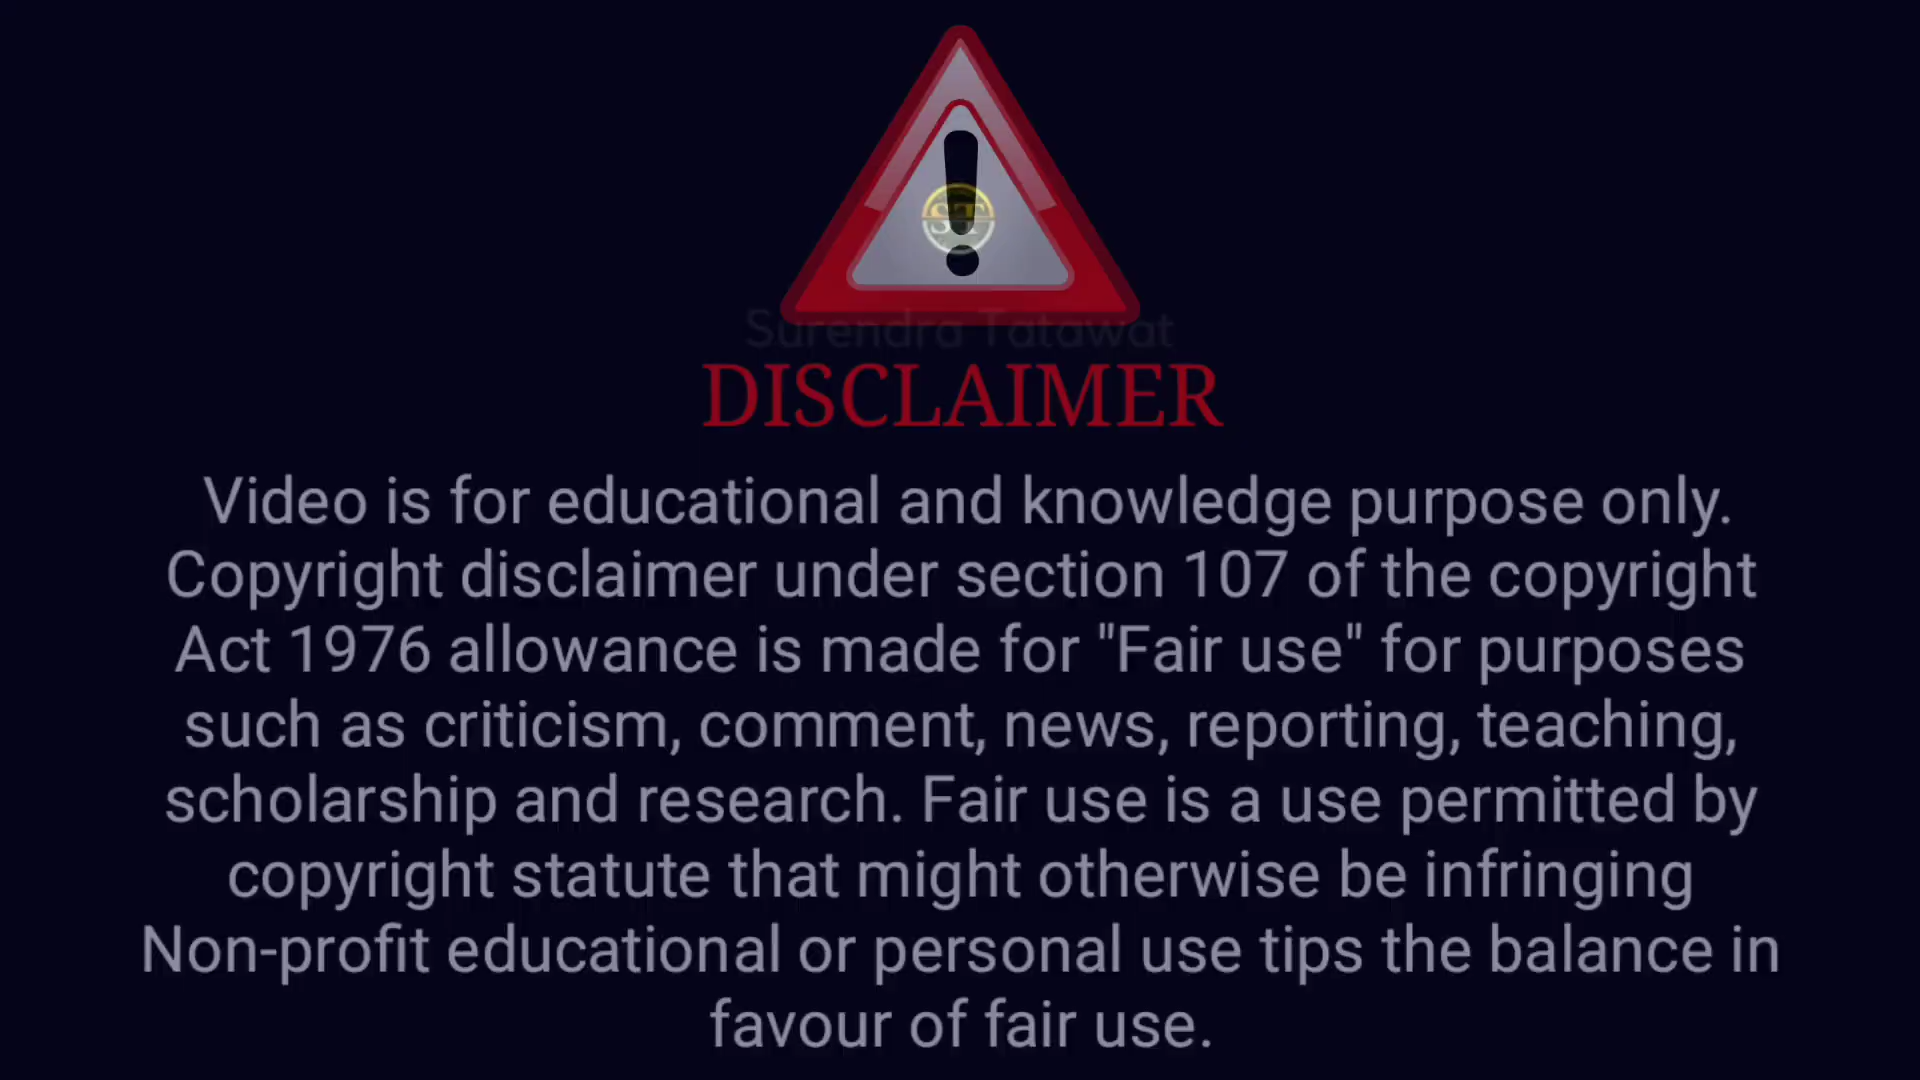 ST
Surendra Tatawat
DISCLAIMER
Video is for educational and knowledge purpose only.
Copyright disclaimer under section 107 of the copyright
Act 1976 allowance is made for "Fair use" for purposes
such as criticism, comment, news, reporting, teaching,
scholarship and research. Fair use is a use permitted by
copyright statute that might otherwise be infringing
Non-profit educational or personal use tips the balance in
favour of fair use.